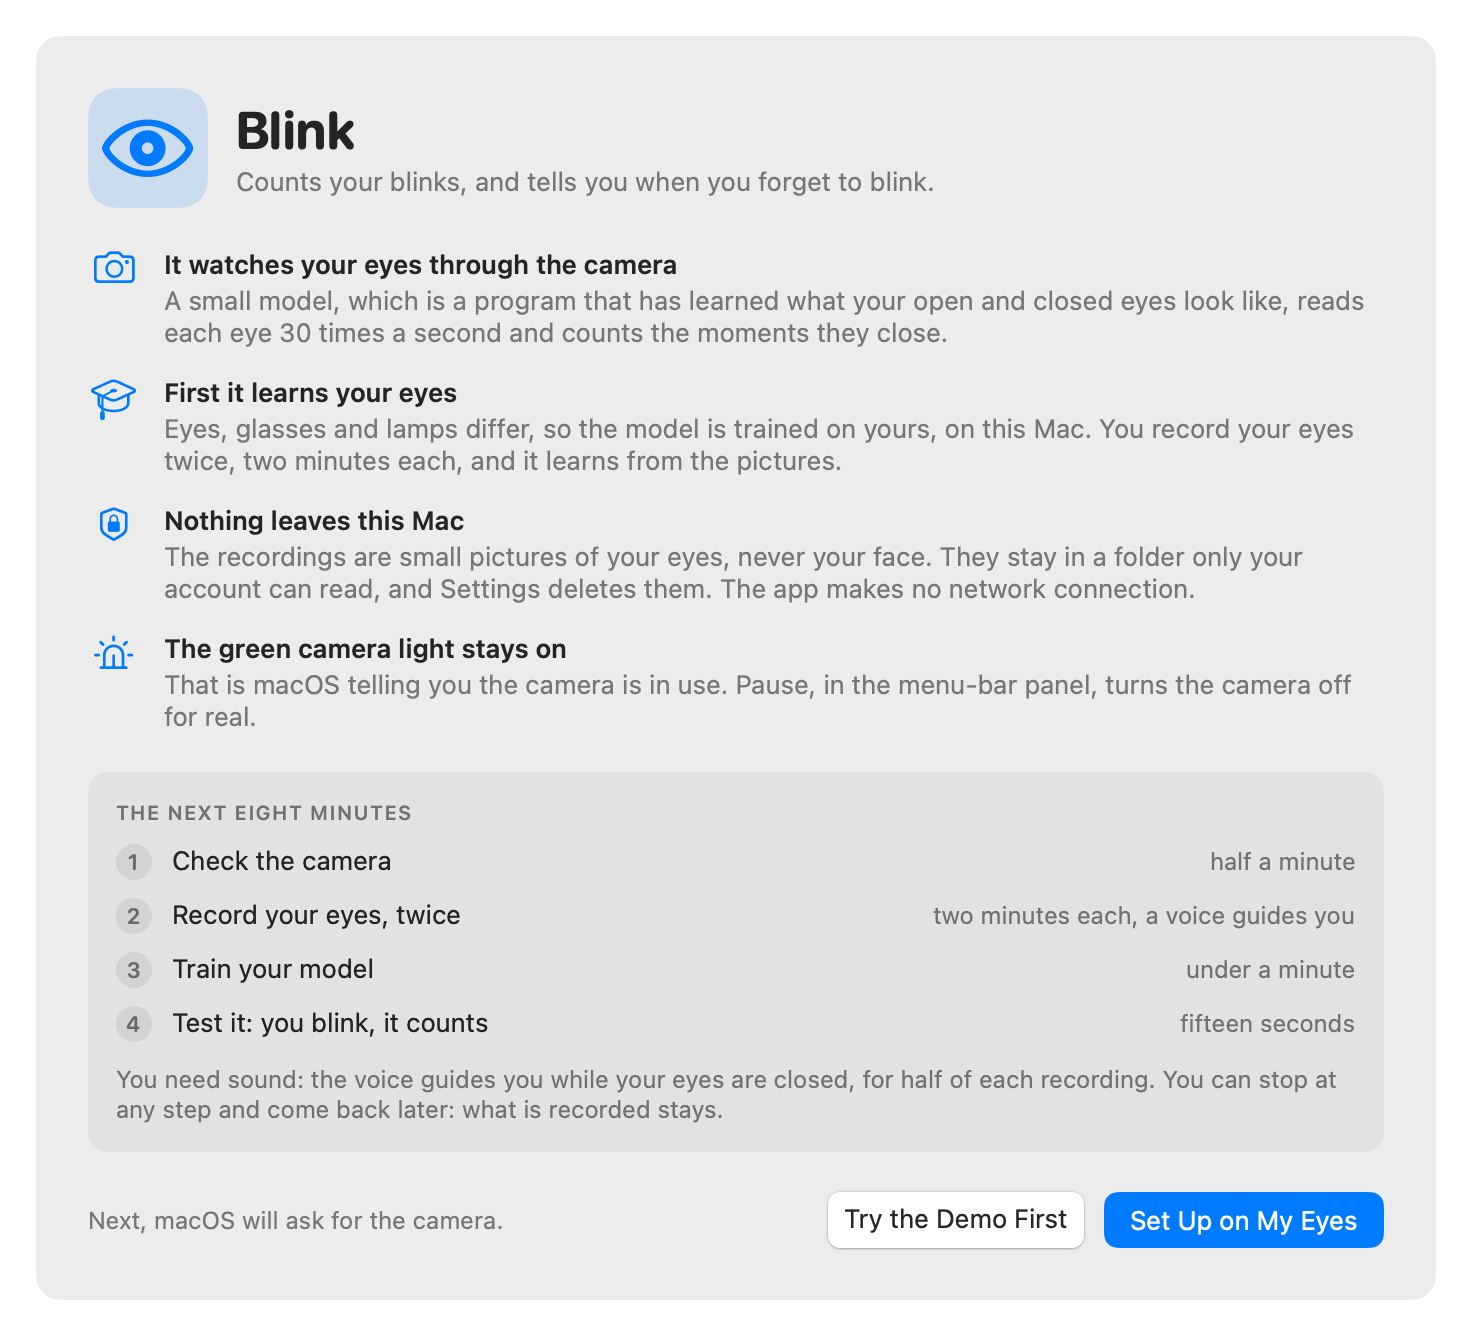 Blink
Counts your blinks, and tells you when you forget to blink.
It watches your eyes through the camera
A small model, which is a program that has learned what your open and closed eyes look like, reads
each eye 30 times a second and counts the moments they close.
First it learns your eyes
Eyes, glasses and lamps differ, so the model is trained on yours, on this Mac. You record your eyes
twice, two minutes each, and it learns from the pictures.
Nothing leaves this Mac
The recordings are small pictures of your eyes, never your face. They stay in a folder only your
account can read, and Settings deletes them. The app makes no network connection.
The green camera light stays on
That is macOS telling you the camera is in use. Pause, in the menu-bar panel, turns the camera off
for real.
THE NEXT EIGHT MINUTES
1 Check the camera half a minute
2 Record your eyes, twice two minutes each, a voice guides you
3 Train your model under a minute
4 Test it: you blink, it counts fifteen seconds
You need sound: the voice guides you while your eyes are closed, for half of each recording. You can stop at
any step and come back later: what is recorded stays.
Next, macOS will ask for the camera. Try the Demo First Set Up on My Eyes